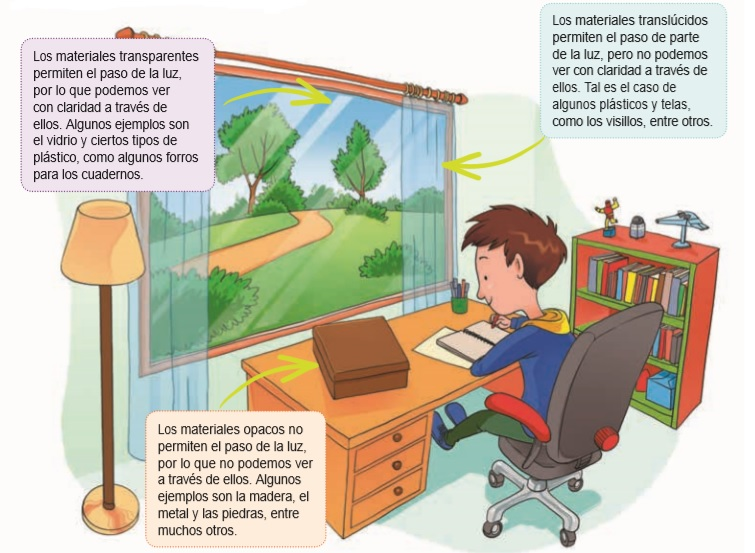 Los materiales transparentes
permiten el paso de la luz,
por lo que podemos ver
con claridad a través de
ellos. Algunos ejemplos son
el vidrio y ciertos tipos de
plástico, como algunos forros
para los cuadernos.
Los materiales translúcidos
permiten el paso de parte
de la luz, pero no podemos
ver con claridad a través de
ellos. Tal es el caso de
algunos plásticos y telas,
como los visillos, entre otros.
Los materiales opacos no
permiten el paso de la luz,
por lo que no podemos ver
a través de ellos. Algunos
ejemplos son la madera, el
metal y las piedras, entre
muchos otros.